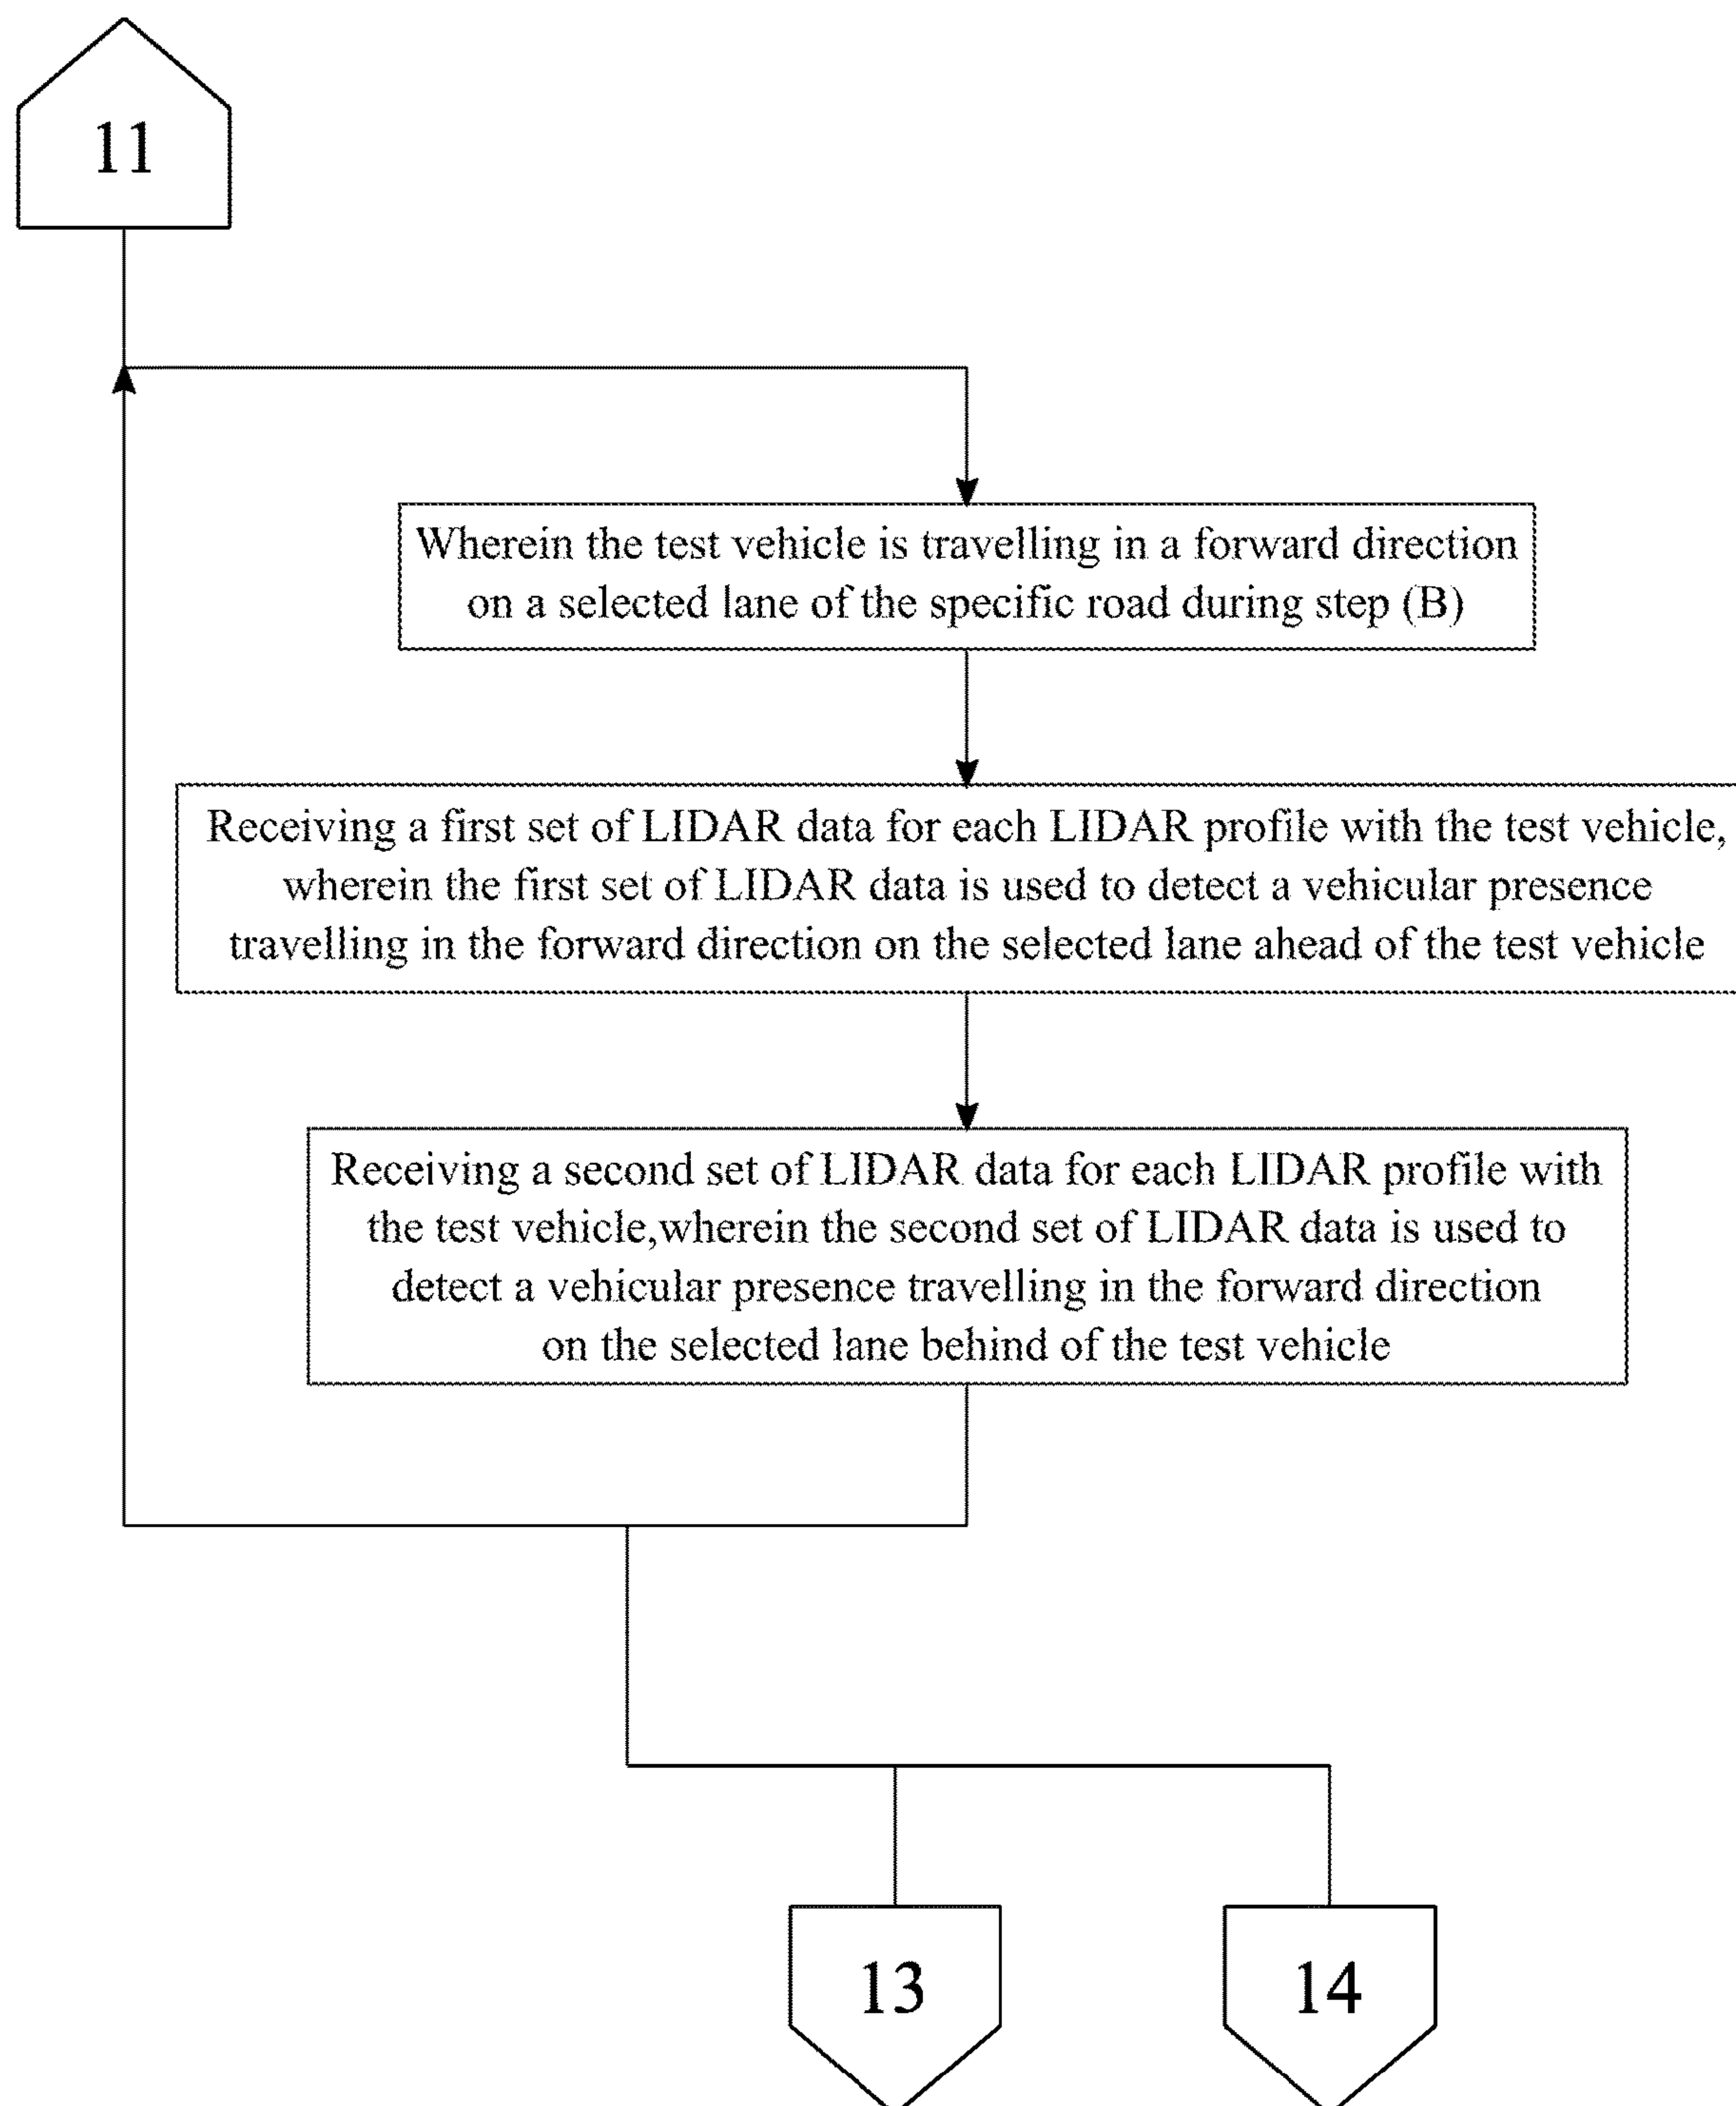 11
Wherein the test vehicle is travelling in a forward direction
on a selected lane of the specific road during step (B)
Receiving a first set of LIDAR data for each LIDAR profile with the test vehicle,
wherein the first set of LIDAR data is used to detect a vehicular presence
travelling in the forward direction on the selected lane ahead of the test vehicle
Receiving a second set of LIDAR data for each LIDAR profile with
the test vehicle,wherein the second set of LIDAR data is used to
detect a vehicular presence travelling in the forward direction
on the selected lane behind of the test vehicle
13
14